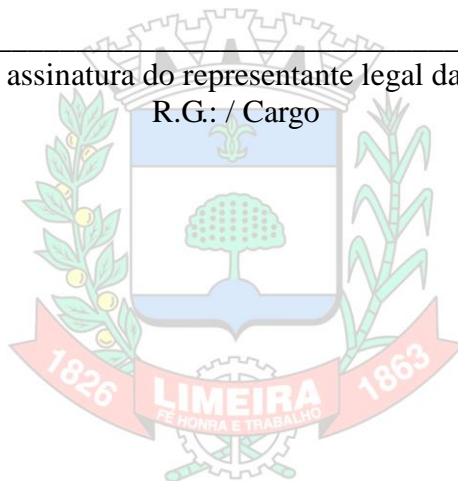 assinatura do representante legal da
R.G.: / Cargo
1826
LIMEIRA
1863
FÉ HONRA E TRABALHO